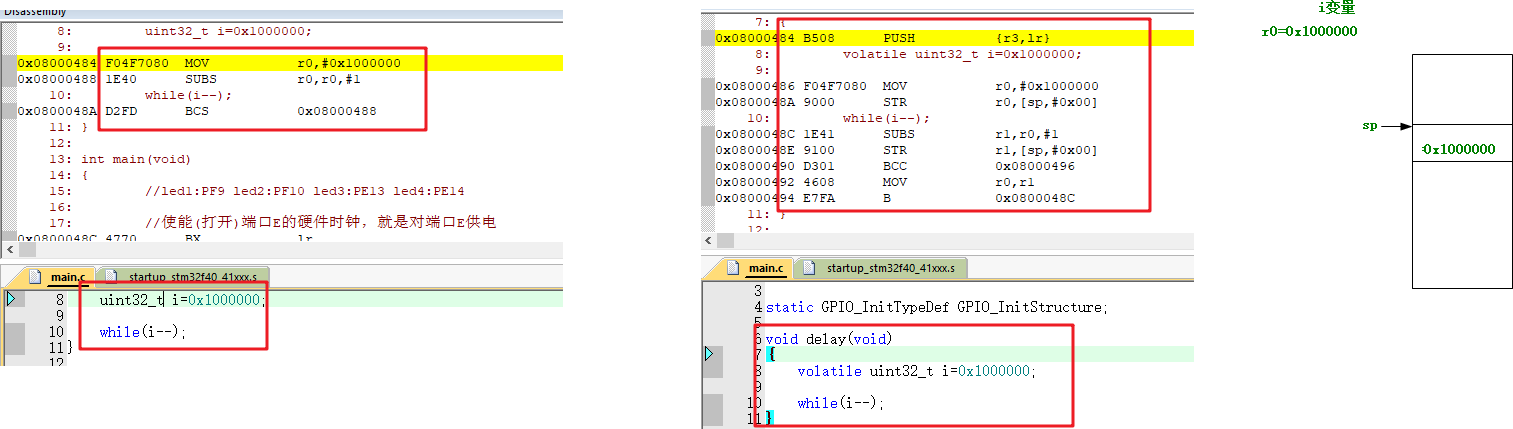 Disassembly
8: uint32_t i=0x1000000;
9:
0x08000484 F04F7080 MOV r0,#0x1000000
0x08000488 1E40 SUBS r0,r0,#1
10: while(i--);
0x0800048A D2FD BCS 0x08000488
11: }
12:
13: int main(void)
14: {
15: //led1:PF9 led2:PF10 led3:PE13 led4:PE14
16:
17: //使能(打开)端口E的硬件时钟，就是对端口E供电
0x0800048C 4770 BX lr
main.c startup_stm32f40_41xxx.s
8 uint32_t i=0x1000000;
9
10 while(i--);
11 }
12
7: {
0x08000484 B508 PUSH {r3,lr}
8: volatile uint32_t i=0x1000000;
9:
0x08000486 F04F7080 MOV r0,#0x1000000
0x0800048A 9000 STR r0,[sp,#0x00]
10: while(i--);
0x0800048C 1E41 SUBS r1,r0,#1
0x0800048E 9100 STR r1,[sp,#0x00]
0x08000490 D301 BCC 0x08000496
0x08000492 4608 MOV r0,r1
0x08000494 E7FA B 0x0800048C
11: }
12:
main.c startup_stm32f40_41xxx.s
3
4 static GPIO_InitTypeDef GPIO_InitStructure;
5
6 void delay(void)
7 {
8 volatile uint32_t i=0x1000000;
9
10 while(i--);
11 }
i变量
r0=0x1000000
sp
0x1000000